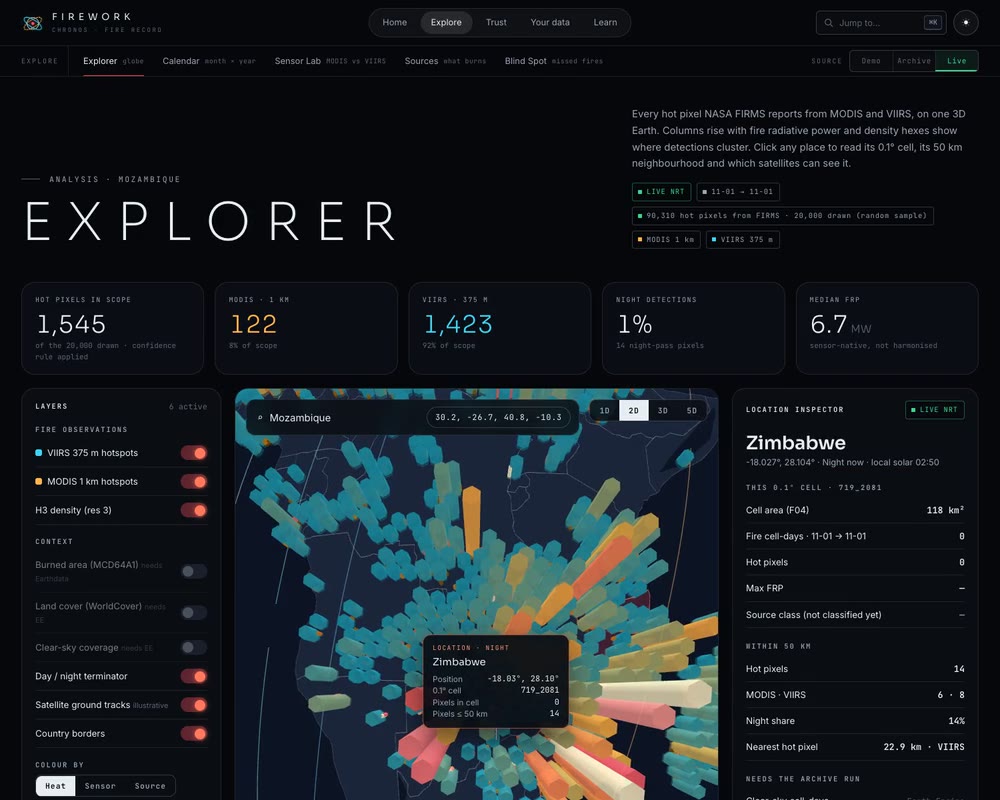 FIREWORK
CHRONOS · FIRE RECORD
Home Explore Trust Your data Learn
Jump to... ⌘K
EXPLORE
Explorer globe Calendar month + year Sensor Lab MODIS vs VIIRS Sources what burns Blind Spot missed fires
SOURCE Demo Archive Live
Every hot pixel NASA FIRMS reports from MODIS and VIIRS, on one 3D
Earth. Columns rise with fire radiative power and density hexes show
where detections cluster. Click any place to read its 0.1° cell, its 50 km
neighbourhood and which satellites can see it.
ANALYSIS · MOZAMBIQUE
EXPLORER
LIVE NRT 11-01 → 11-01
90,310 hot pixels from FIRMS · 20,000 drawn (random sample)
MODIS 1 km VIIRS 375 m
HOT PIXELS IN SCOPE
1,545
of the 20,000 drawn · confidence
rule applied
MODIS · 1 KM
122
8% of scope
VIIRS · 375 M
1,423
92% of scope
NIGHT DETECTIONS
1%
14 night-pass pixels
MEDIAN FRP
6.7 MW
sensor-native, not harmonised
LAYERS 6 active
FIRE OBSERVATIONS
VIIRS 375 m hotspots
MODIS 1 km hotspots
H3 density (res 3)
CONTEXT
Burned area (MCD64A1) needs
Earthdata
Land cover (WorldCover) needs
EE
Clear-sky coverage needs EE
Day / night terminator
Satellite ground tracks illustrative
Country borders
COLOUR BY
Heat Sensor Source
Mozambique 30.2, -26.7, 40.8, -10.3
1D 2D 3D 5D
LOCATION · NIGHT
Zimbabwe
Position -18.03°, 28.10°
0.1° cell 719_2081
Pixels in cell 0
Pixels ≤ 50 km 14
LOCATION INSPECTOR LIVE NRT
Zimbabwe
-18.027°, 28.104° · Night now · local solar 02:50
THIS 0.1° CELL · 719_2081
Cell area (F04) 118 km²
Fire cell-days · 11-01 → 11-01 0
Hot pixels 0
Max FRP —
Source class (not classified yet) —
WITHIN 50 KM
Hot pixels 14
MODIS · VIIRS 6 · 8
Night share 14%
Nearest hot pixel 22.9 km · VIIRS
NEEDS THE ARCHIVE RUN